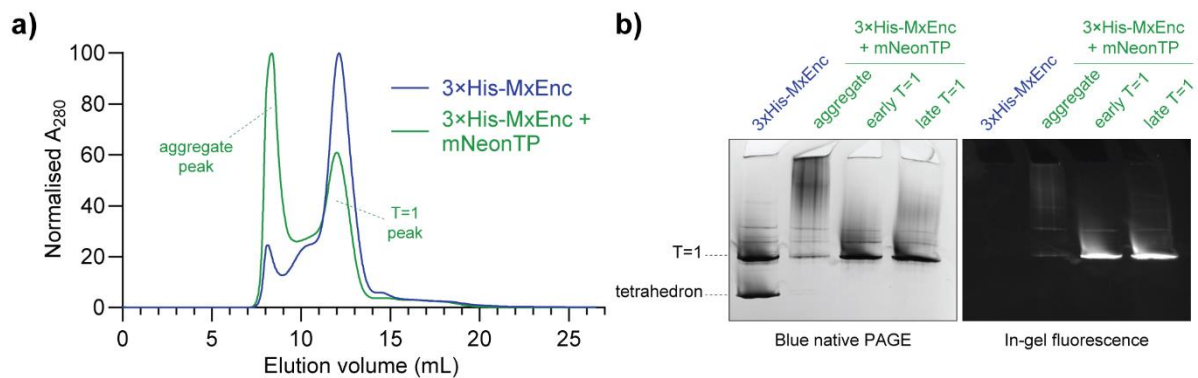 a)
Normalised A280
100
80
60
40
20
0
0
5
10
15
20
25
Elution volume (mL)
aggregate
peak
T=1
peak
3×His-MxEnc
3×His-MxEnc +
mNeonTP
b)
3×His-MxEnc
+ mNeonTP
3xHis-MxEnc
aggregate
early T=1
late T=1
T=1
tetrahedron
Blue native PAGE
3×His-MxEnc
+ mNeonTP
3xHis-MxEnc
aggregate
early T=1
late T=1
In-gel fluorescence